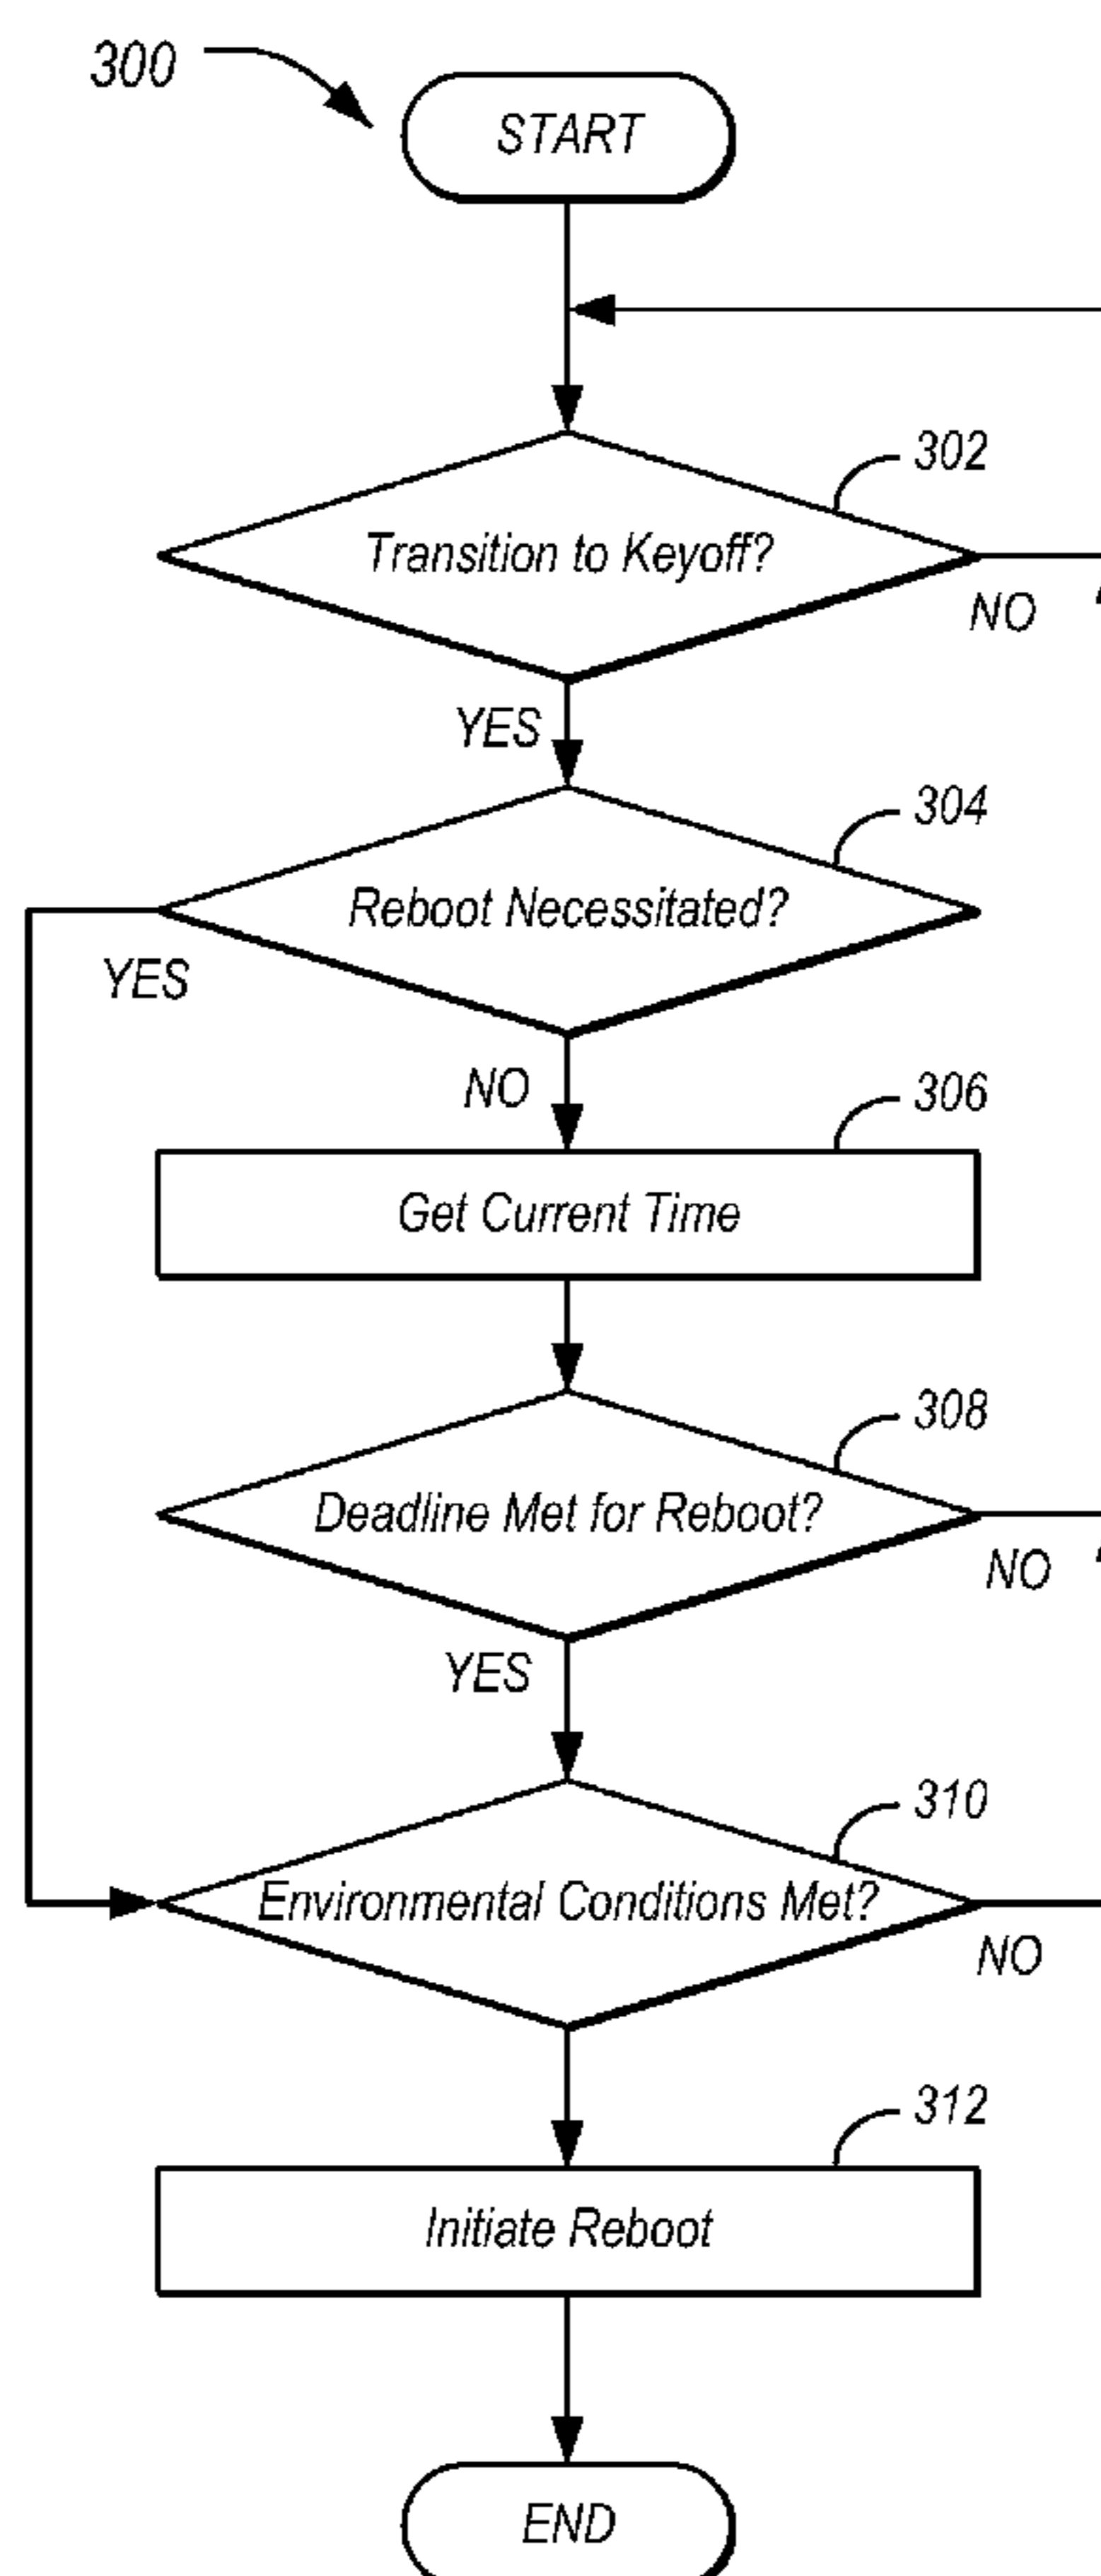 300
START
302
Transition to Keyoff?
NO
YES
304
Reboot Necessitated?
YES
NO
306
Get Current Time
308
Deadline Met for Reboot?
NO
YES
310
Environmental Conditions Met?
NO
312
Initiate Reboot
END